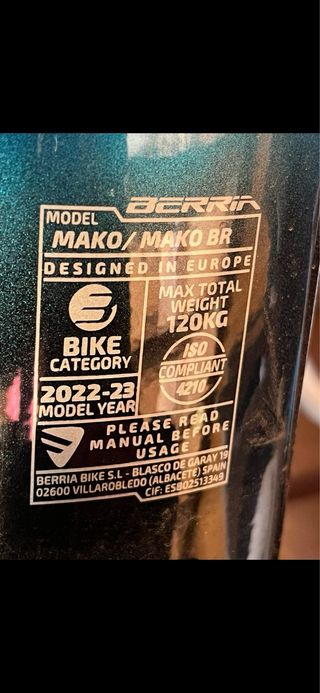 BERRIA
MODEL
MAKO/ MAKO BR
DESIGNED IN EUROPE
BIKE
CATEGORY
2022-23
MODEL YEAR
MAX TOTAL
WEIGHT
120KG
ISO
COMPLIANT
4210
PLEASE READ
MANUAL BEFORE
USAGE
BERRIA BIKE S.L - BLASCO DE GARAY 19
02600 VILLAROBLEDO (ALBACETE) SPAIN
CIF: ESB02513349